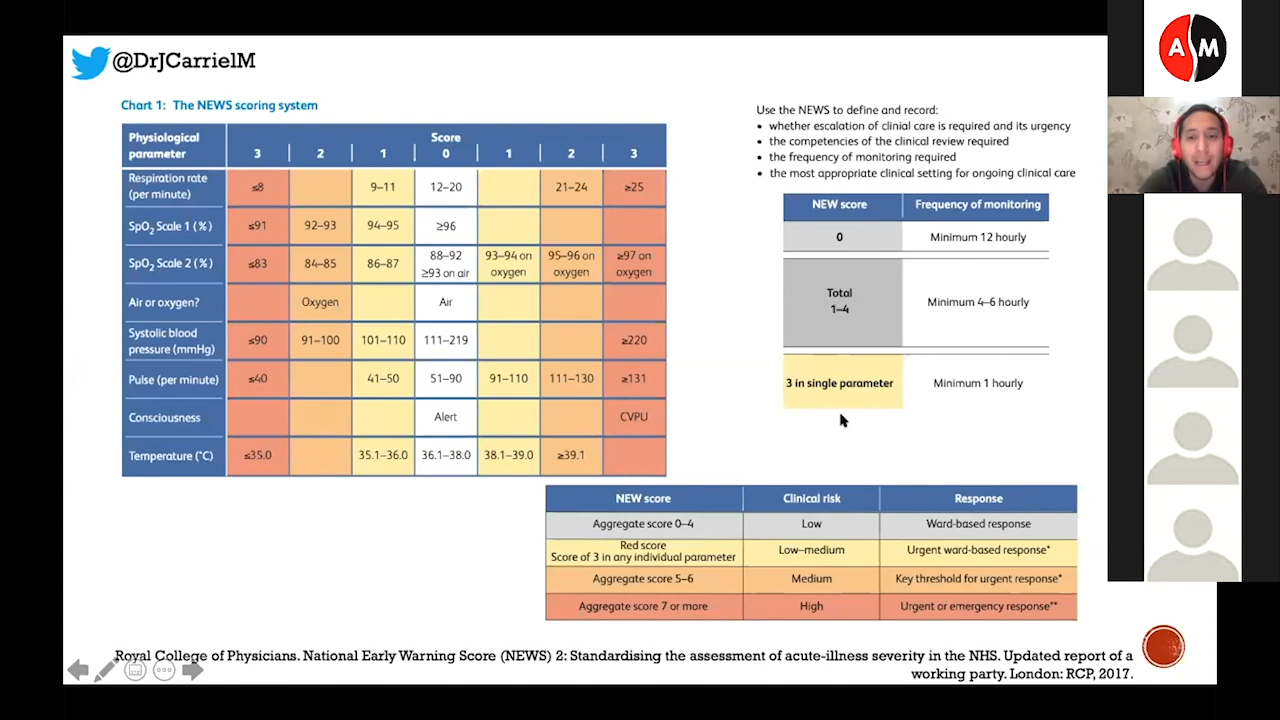 @DrJCarrielM
Chart 1: The NEWS scoring system
Physiological parameter
Score
3 2 1 0 1 2 3
Respiration rate (per minute) ≤8 9–11 12–20 21–24 ≥25
SpO2 Scale 1 (%) ≤91 92–93 94–95 ≥96
SpO2 Scale 2 (%) ≤83 84–85 86–87 88–92 ≥93 on air 93–94 on oxygen 95–96 on oxygen ≥97 on oxygen
Air or oxygen? Oxygen Air
Systolic blood pressure (mmHg) ≤90 91–100 101–110 111–219 ≥220
Pulse (per minute) ≤40 41–50 51–90 91–110 111–130 ≥131
Consciousness Alert CVPU
Temperature (°C) ≤35.0 35.1–36.0 36.1–38.0 38.1–39.0 ≥39.1
Use the NEWS to define and record:
• whether escalation of clinial care is required and its urgency
• the competencies of the clinical review required
• the frequency of monitoring required
• the most appropriate clinical setting for ongoing clinical care
NEW score Frequency of monitoring
0 Minimum 12 hourly
Total 1–4 Minimum 4–6 hourly
3 in single parameter Minimum 1 hourly
NEW score Clinical risk Response
Aggregate score 0–4 Low Ward-based response
Red score
Score of 3 in any individual parameter Low–medium Urgent ward-based response*
Aggregate score 5–6 Medium Key threshold for urgent response*
Aggregate score 7 or more High Urgent or emergency response**
Royal College of Physicians. National Early Warning Score (NEWS) 2: Standardising the assessment of acute-illness severity in the NHS. Updated report of a
working party. London: RCP, 2017.
A M